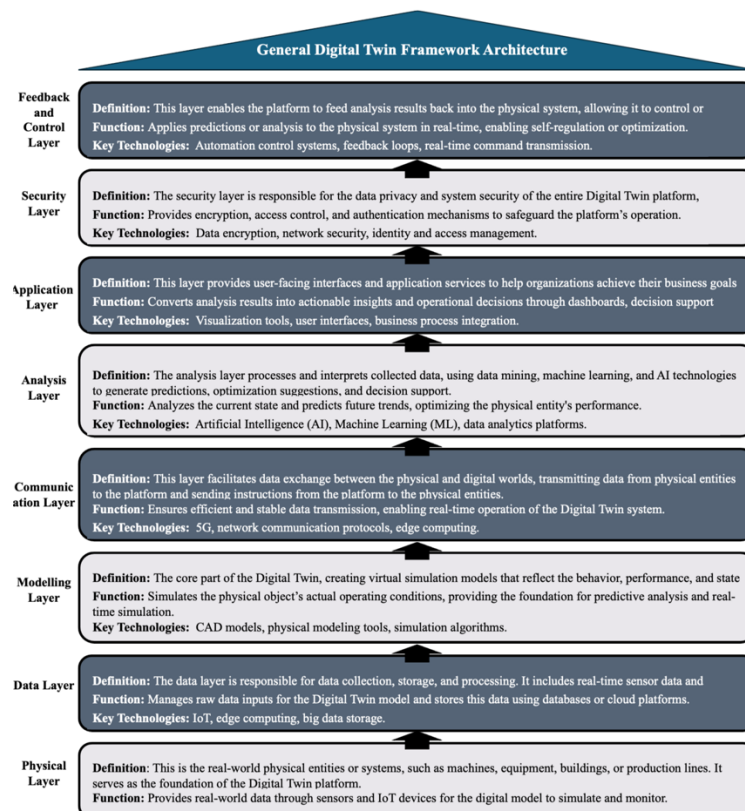 General Digital Twin Framework Architecture
Feedback
and
Control
Layer
Definition: This layer enables the platform to feed analysis results back into the physical system, allowing it to control or
Function: Applies predictions or analysis to the physical system in real-time, enabling self-regulation or optimization.
Key Technologies: Automation control systems, feedback loops, real-time command transmission.
Security
Layer
Definition: The security layer is responsible for the data privacy and system security of the entire Digital Twin platform,
Function: Provides encryption, access control, and authentication mechanisms to safeguard the platform's operation.
Key Technologies: Data encryption, network security, identity and access management.
Application
Layer
Definition: This layer provides user-facing interfaces and application services to help organizations achieve their business goals
Function: Converts analysis results into actionable insights and operational decisions through dashboards, decision support
Key Technologies: Visualization tools, user interfaces, business process integration.
Analysis
Layer
Definition: The analysis layer processes and interprets collected data, using data mining, machine learning, and AI technologies
to generate predictions, optimization suggestions, and decision support.
Function: Analyzes the current state and predicts future trends, optimizing the physical entity's performance.
Key Technologies: Artificial Intelligence (AI), Machine Learning (ML), data analytics platforms.
Communic
ation Layer
Definition: This layer facilitates data exchange between the physical and digital worlds, transmitting data from physical entities
to the platform and sending instructions from the platform to the physical entities.
Function: Ensures efficient and stable data transmission, enabling real-time operation of the Digital Twin system.
Key Technologies: 5G, network communication protocols, edge computing.
Modelling
Layer
Definition: The core part of the Digital Twin, creating virtual simulation models that reflect the behavior, performance, and state
Function: Simulates the physical object's actual operating conditions, providing the foundation for predictive analysis and real-
time simulation.
Key Technologies: CAD models, physical modeling tools, simulation algorithms.
Data Layer
Definition: The data layer is responsible for data collection, storage, and processing. It includes real-time sensor data and
Function: Manages raw data inputs for the Digital Twin model and stores this data using databases or cloud platforms.
Key Technologies: IoT, edge computing, big data storage.
Physical
Layer
Definition: This is the real-world physical entities or systems, such as machines, equipment, buildings, or production lines. It
serves as the foundation of the Digital Twin platform.
Function: Provides real-world data through sensors and IoT devices for the digital model to simulate and monitor.